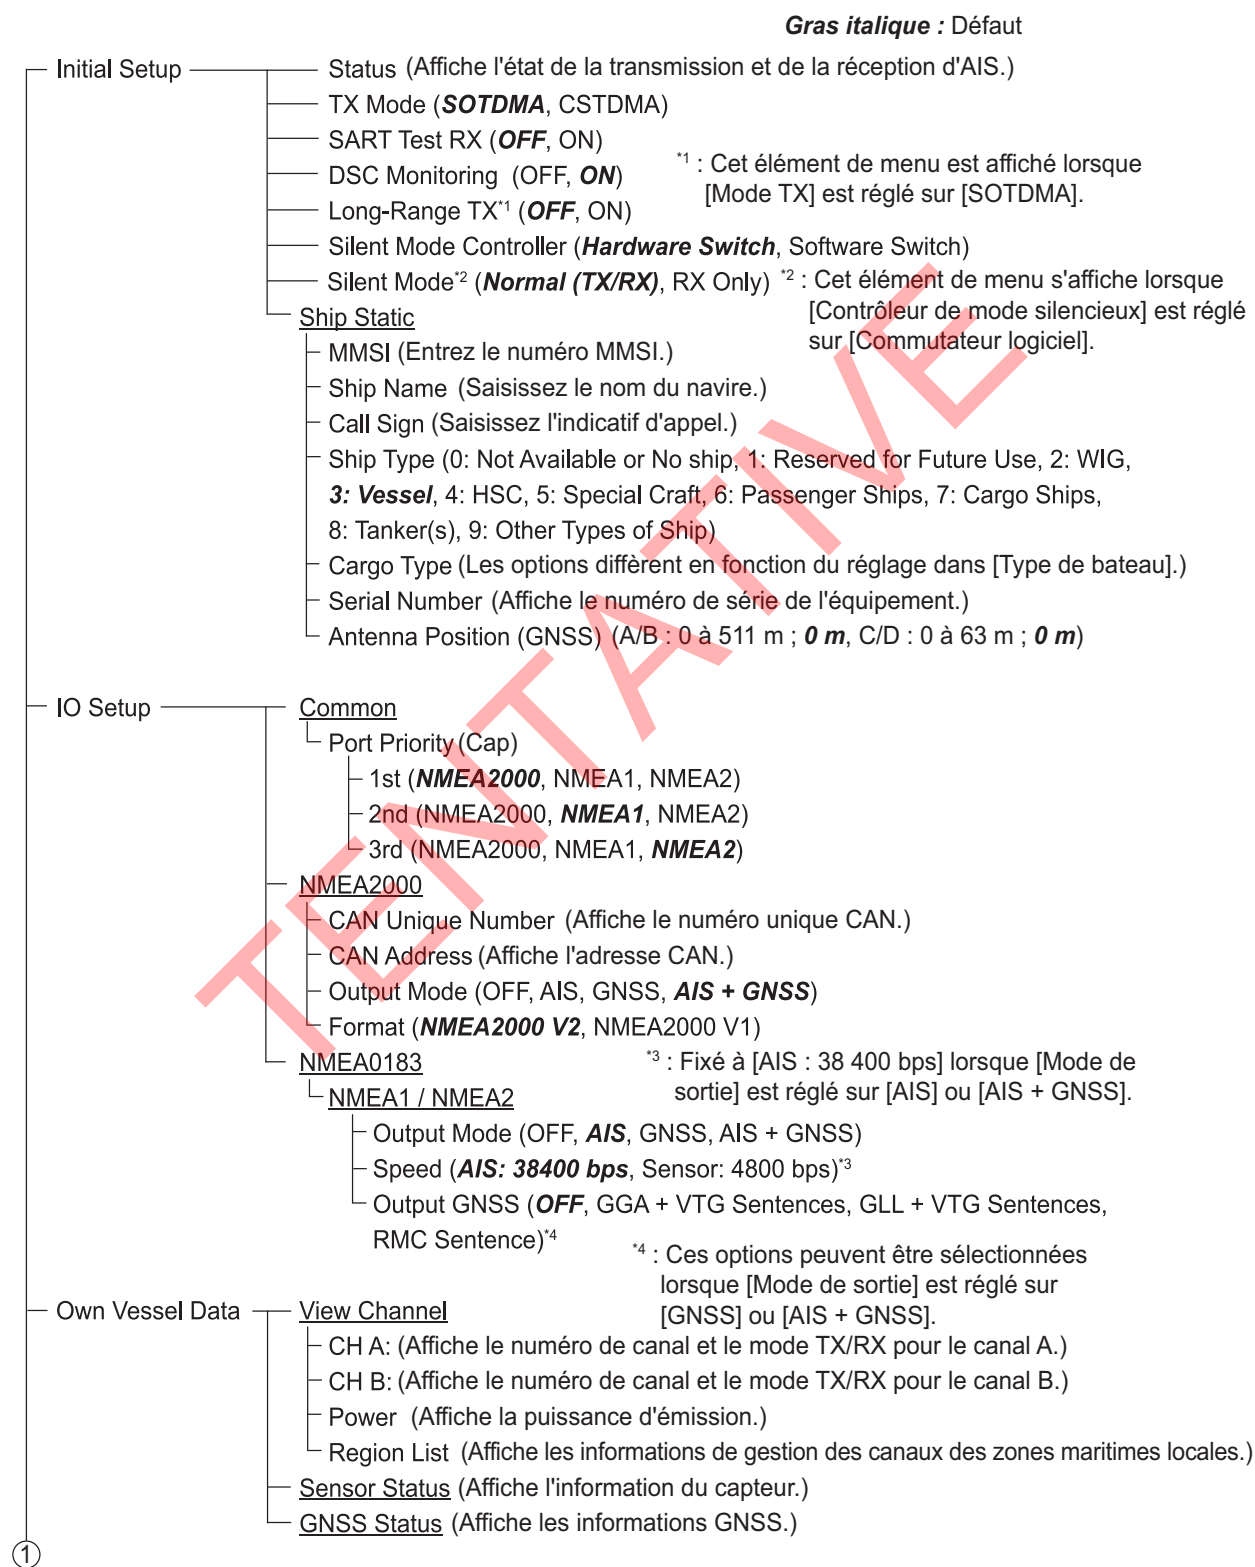 Gras italique : Défaut
Initial Setup
Status (Affiche l'état de la transmission et de la réception d'AIS.)
TX Mode (SOTDMA, CSTDMA)
SART Test RX (OFF, ON)
DSC Monitoring (OFF, ON)
*1 : Cet élément de menu est affiché lorsque
[Mode TX] est réglé sur [SOTDMA].
Long-Range TX*1 (OFF, ON)
Silent Mode Controller (Hardware Switch, Software Switch)
Silent Mode*2 (Normal (TX/RX), RX Only)
*2 : Cet élément de menu s'affiche lorsque
[Contrôleur de mode silencieux] est réglé
sur [Commutateur logiciel].
Ship Static
MMSI (Entrez le numéro MMSI.)
Ship Name (Saisissez le nom du navire.)
Call Sign (Saisissez l'indicatif d'appel.)
Ship Type (0: Not Available or No ship, 1: Reserved for Future Use, 2: WIG,
3: Vessel, 4: HSC, 5: Special Craft, 6: Passenger Ships, 7: Cargo Ships,
8: Tanker(s), 9: Other Types of Ship)
Cargo Type (Les options diffèrent en fonction du réglage dans [Type de bateau].)
Serial Number (Affiche le numéro de série de l'équipement.)
Antenna Position (GNSS) (A/B : 0 à 511 m ; 0 m, C/D : 0 à 63 m ; 0 m)
IO Setup
Common
Port Priority (Cap)
1st (NMEA2000, NMEA1, NMEA2)
2nd (NMEA2000, NMEA1, NMEA2)
3rd (NMEA2000, NMEA1, NMEA2)
NMEA2000
CAN Unique Number (Affiche le numéro unique CAN.)
CAN Address (Affiche l'adresse CAN.)
Output Mode (OFF, AIS, GNSS, AIS + GNSS)
Format (NMEA2000 V2, NMEA2000 V1)
NMEA0183
*3 : Fixé à [AIS : 38 400 bps] lorsque [Mode de
sortie] est réglé sur [AIS] ou [AIS + GNSS].
NMEA1 / NMEA2
Output Mode (OFF, AIS, GNSS, AIS + GNSS)
Speed (AIS: 38400 bps, Sensor: 4800 bps)*3
Output GNSS (OFF, GGA + VTG Sentences, GLL + VTG Sentences,
RMC Sentence)*4
*4 : Ces options peuvent être sélectionnées
lorsque [Mode de sortie] est réglé sur
[GNSS] ou [AIS + GNSS].
Own Vessel Data
View Channel
CH A: (Affiche le numéro de canal et le mode TX/RX pour le canal A.)
CH B: (Affiche le numéro de canal et le mode TX/RX pour le canal B.)
Power (Affiche la puissance d'émission.)
Region List (Affiche les informations de gestion des canaux des zones maritimes locales.)
Sensor Status (Affiche l'information du capteur.)
GNSS Status (Affiche les informations GNSS.)
1
TENTATIVE